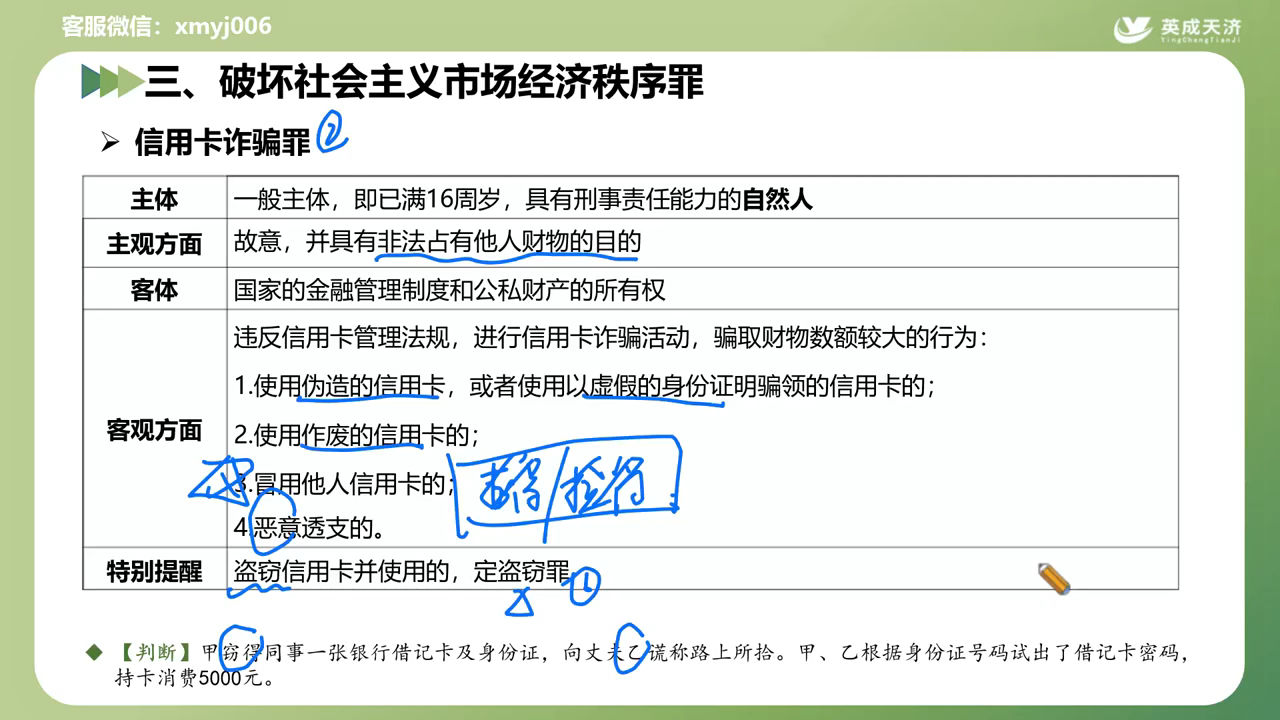 客服微信：xmyj006
英成天济
YingChengTianJi
三、破坏社会主义市场经济秩序罪
➢ 信用卡诈骗罪 ②
主体 一般主体，即已满16周岁，具有刑事责任能力的自然人
主观方面 故意，并具有非法占有他人财物的目的
客体 国家的金融管理制度和公私财产的所有权
客观方面 违反信用卡管理法规，进行信用卡诈骗活动，骗取财物数额较大的行为：
1.使用伪造的信用卡，或者使用以虚假的身份证明骗领的信用卡的；
2.使用作废的信用卡的；
3.冒用他人信用卡的；
4.恶意透支的。
特别提醒 盗窃信用卡并使用的，定盗窃罪
◆ 【判断】甲窃得同事一张银行借记卡及身份证，向丈夫乙谎称路上所拾。甲、乙根据身份证号码试出了借记卡密码，
持卡消费5000元。